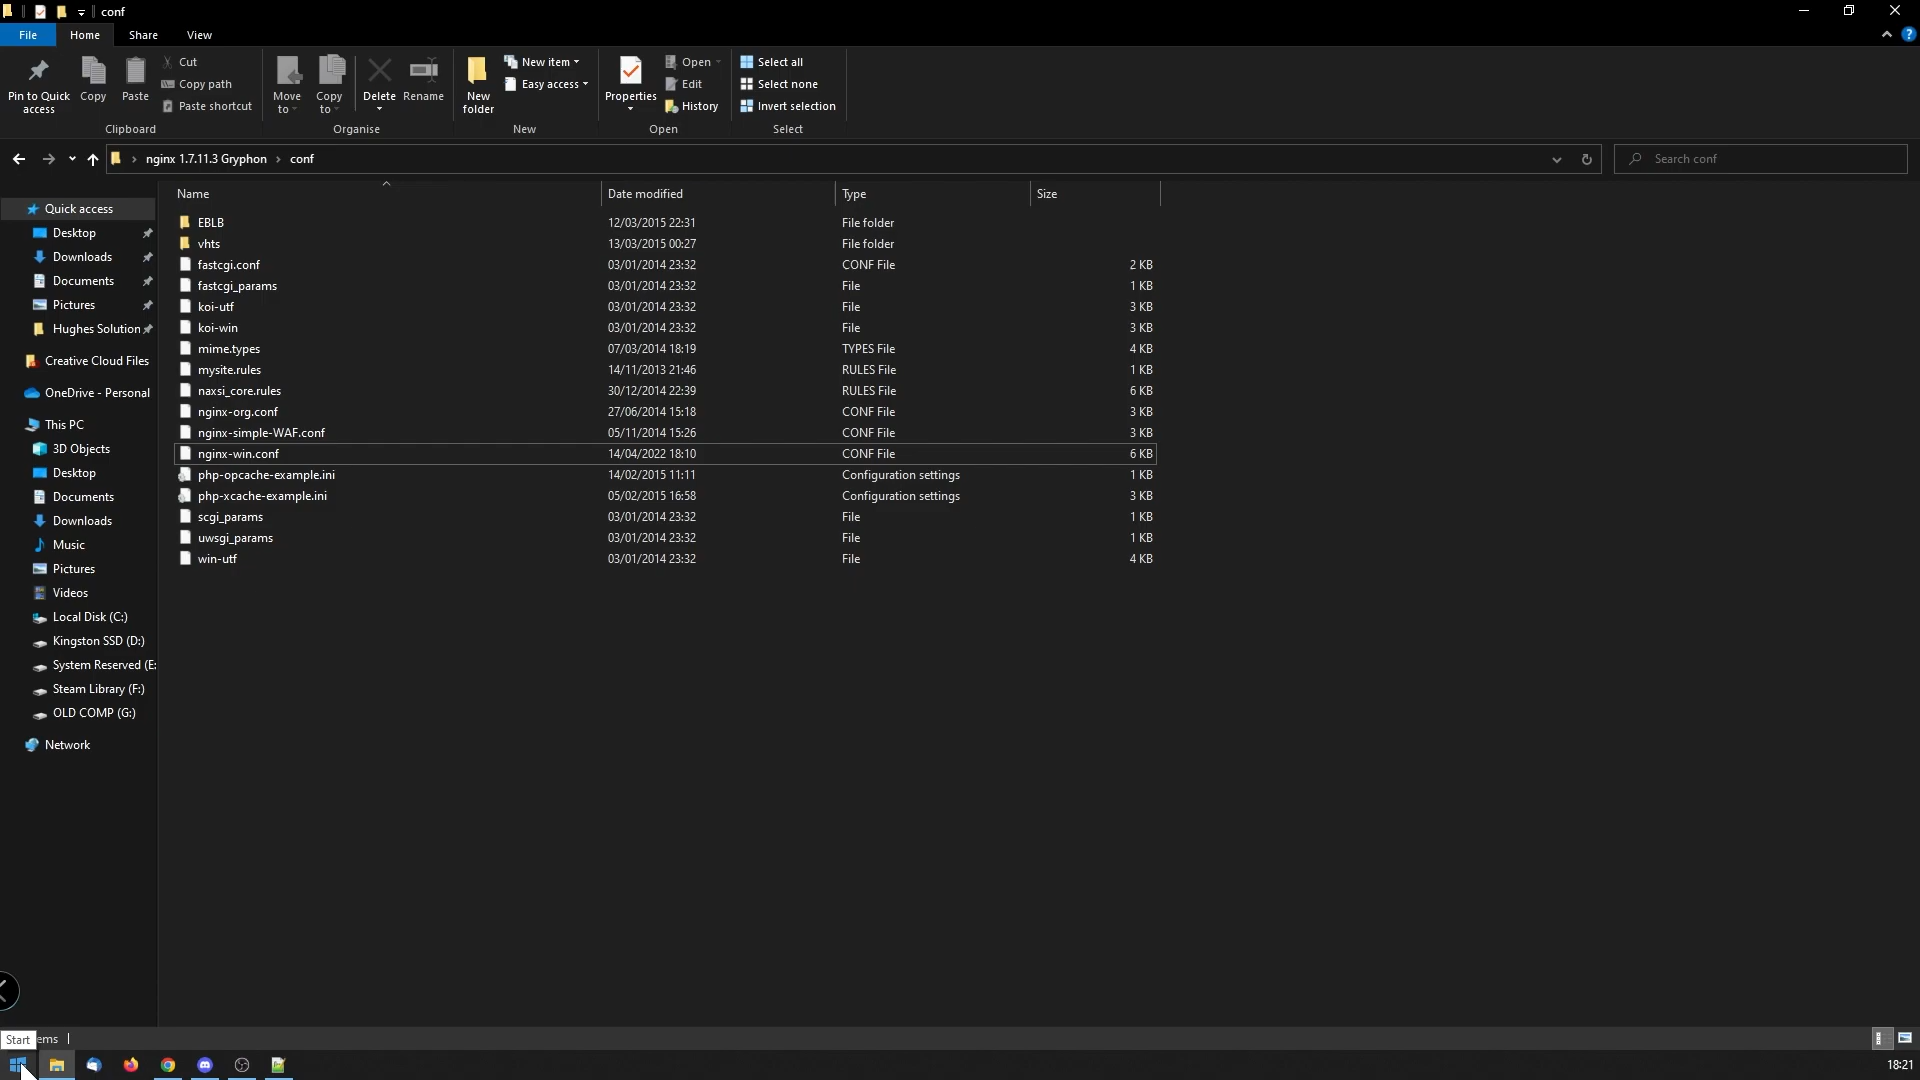 conf
File Home Share View
Pin to Quick access
Copy
Paste
Cut
Copy path
Paste shortcut
Clipboard
Move to
Copy to
Delete
Rename
Organise
New folder
New item
Easy access
New
Properties
Open
Edit
History
Open
Select all
Select none
Invert selection
Select
nginx 1.7.11.3 Gryphon > conf
Search conf
Name Date modified Type Size
EBLB 12/03/2015 22:31 File folder
vhts 13/03/2015 00:27 File folder
fastcgi.conf 03/01/2014 23:32 CONF File 2 KB
fastcgi_params 03/01/2014 23:32 File 1 KB
koi-utf 03/01/2014 23:32 File 3 KB
koi-win 03/01/2014 23:32 File 3 KB
mime.types 07/03/2014 18:19 TYPES File 4 KB
mysite.rules 14/11/2013 21:46 RULES File 1 KB
naxsi_core.rules 30/12/2014 22:39 RULES File 6 KB
nginx-org.conf 27/06/2014 15:18 CONF File 3 KB
nginx-simple-WAF.conf 05/11/2014 15:26 CONF File 3 KB
nginx-win.conf 14/04/2022 18:10 CONF File 6 KB
php-opcache-example.ini 14/02/2015 11:11 Configuration settings 1 KB
php-xcache-example.ini 05/02/2015 16:58 Configuration settings 3 KB
scgi_params 03/01/2014 23:32 File 1 KB
uwsgi_params 03/01/2014 23:32 File 1 KB
win-utf 03/01/2014 23:32 File 4 KB
Quick access
Desktop
Downloads
Documents
Pictures
Hughes Solution
Creative Cloud Files
OneDrive - Personal
This PC
3D Objects
Desktop
Documents
Downloads
Music
Pictures
Videos
Local Disk (C:)
Kingston SSD (D:)
System Reserved (E:
Steam Library (F:)
OLD COMP (G:)
Network
Start
ems
18:21